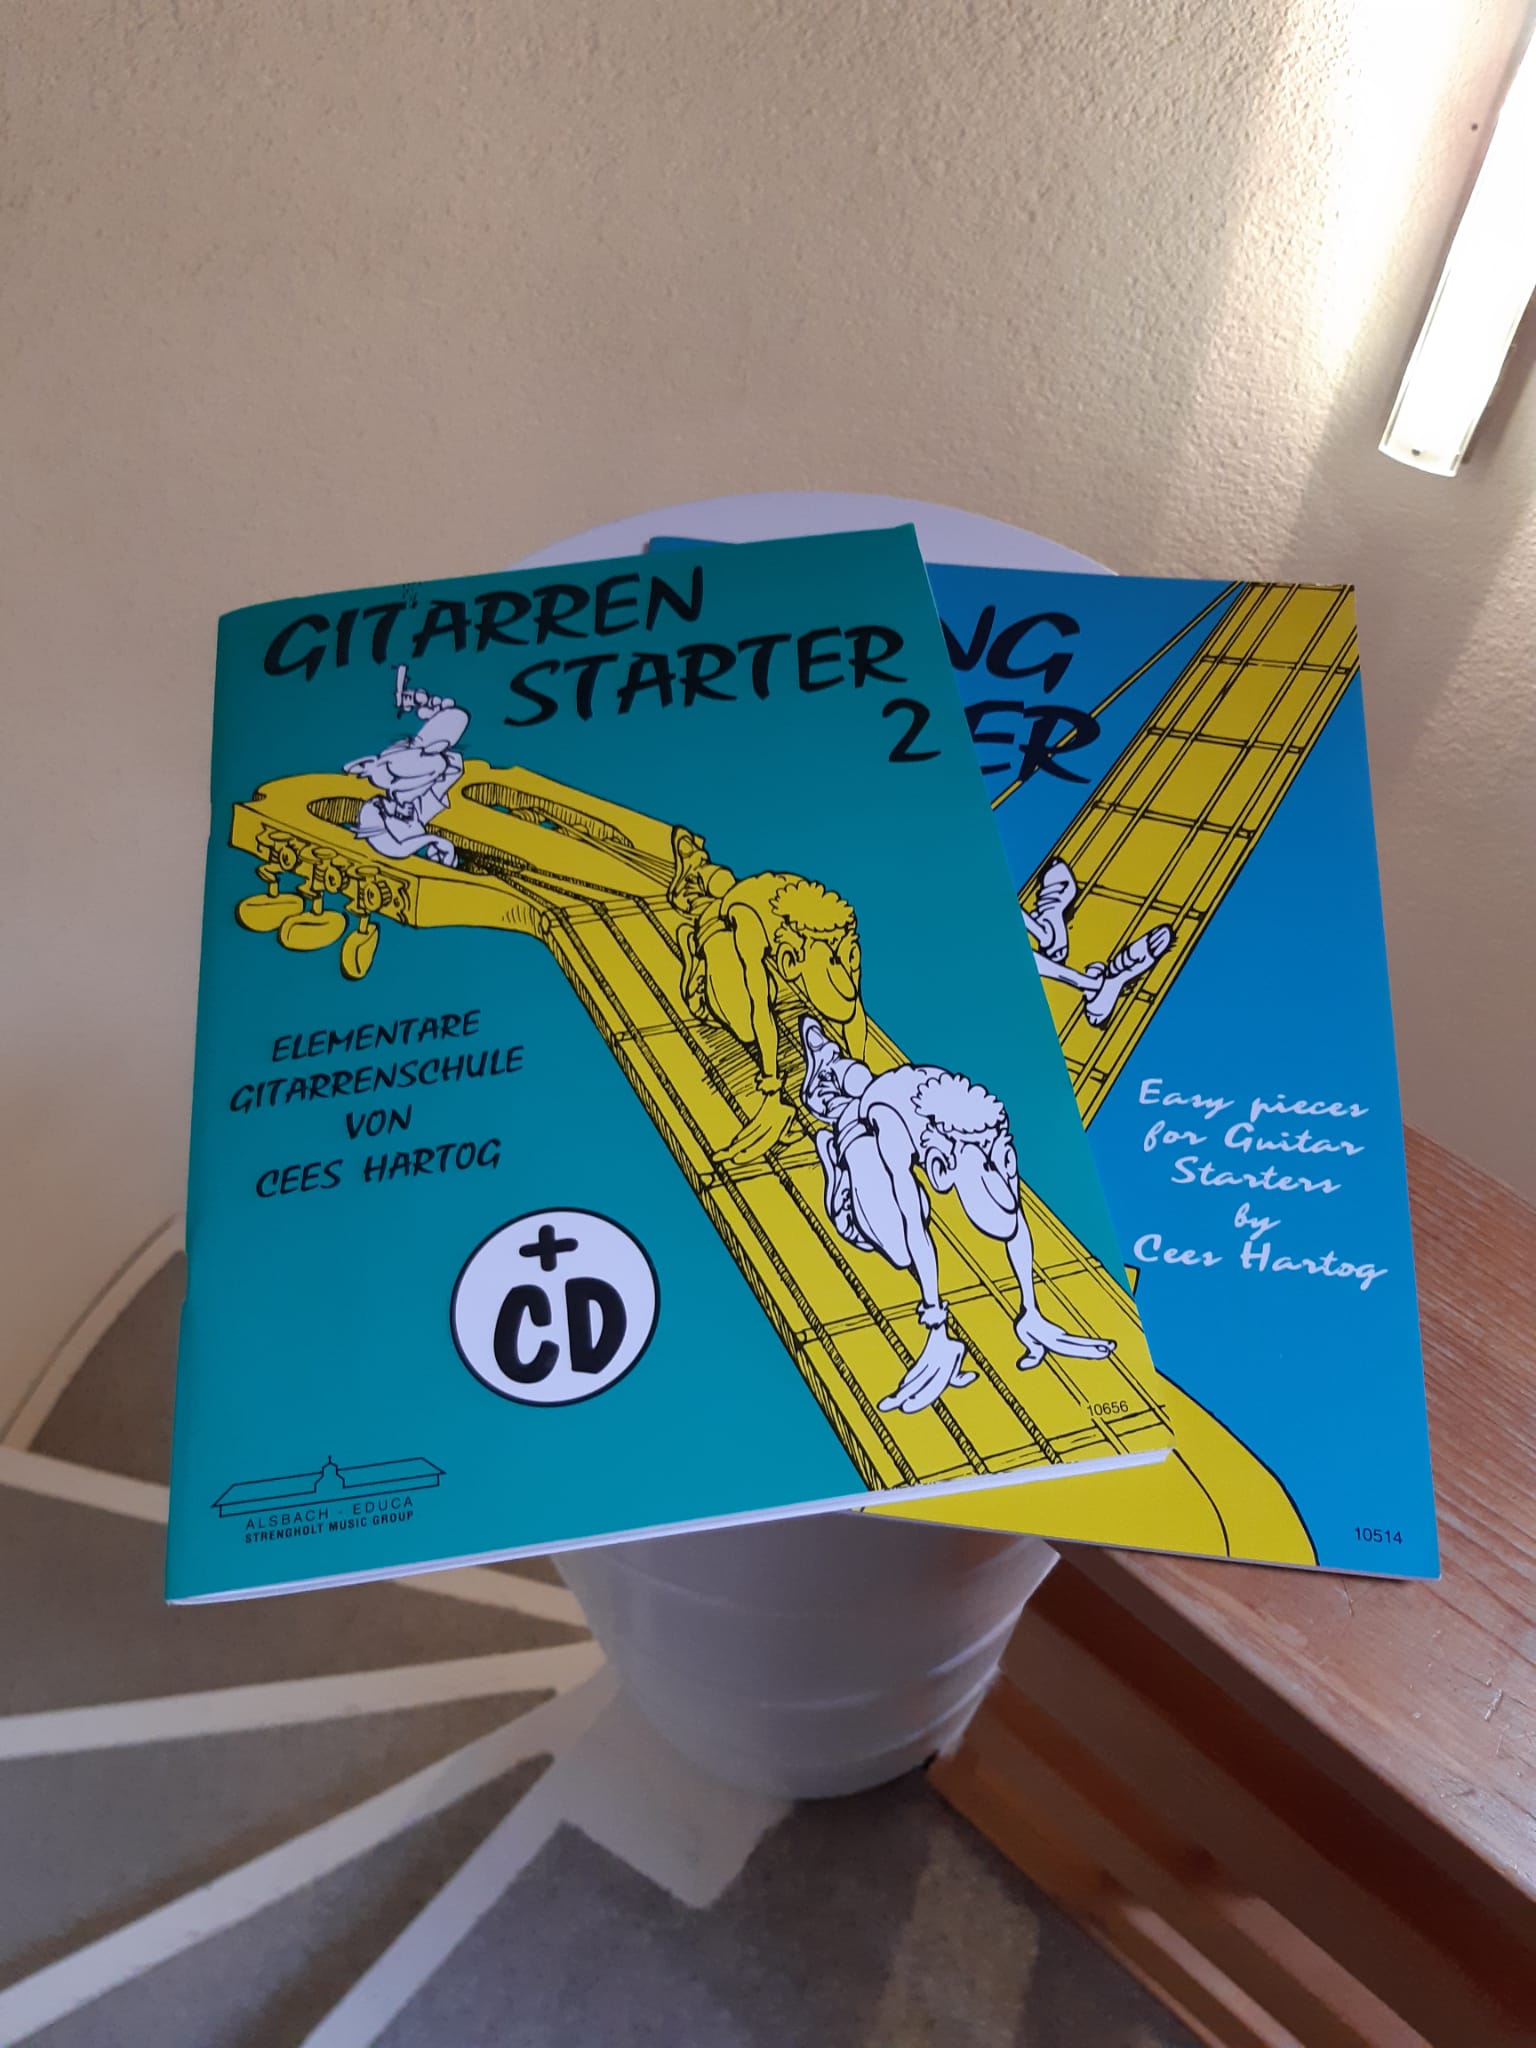 GITARREN
STARTER
2
ELEMENTARE
GITARRENSCHULE
VON
CEES HARTOG
+
CD
10656
ALSBACH - EDUCA
STRENGHOLT MUSIC GROUP
NG
ER
Easy pieces
for Guitar
Starters
by
Cees Hartog
10514